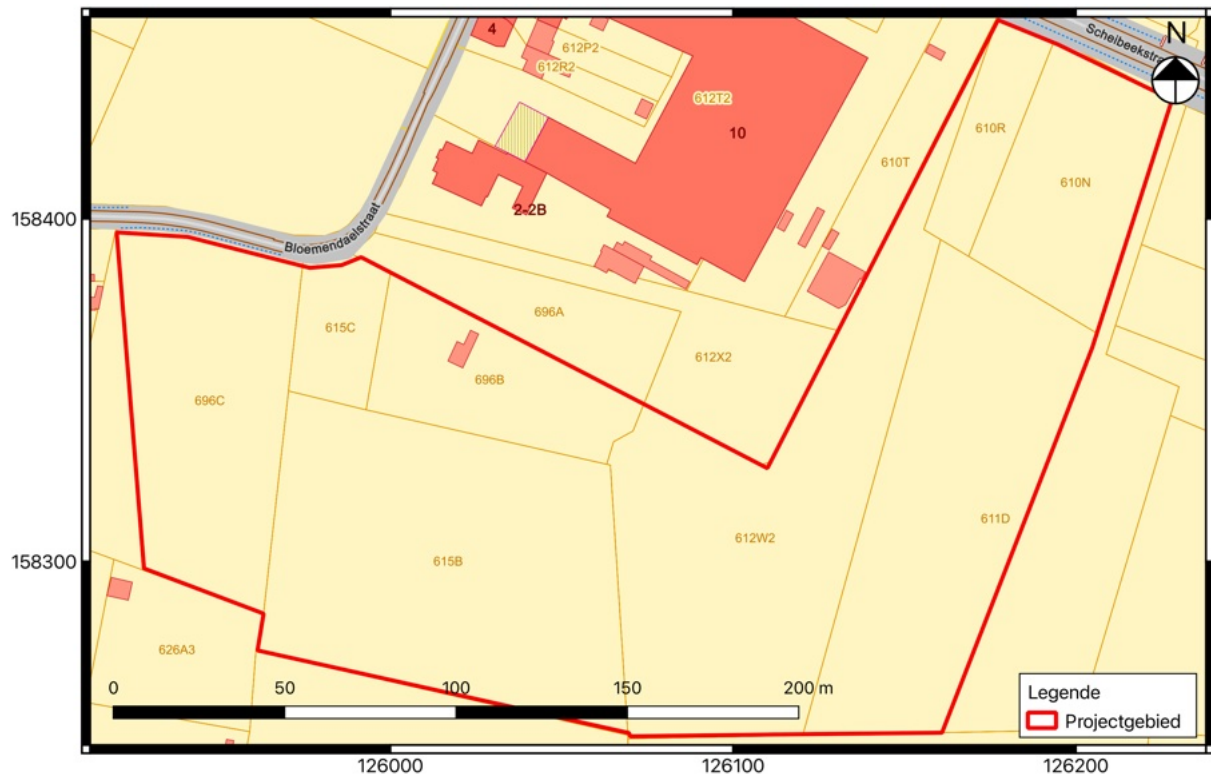 4
612P2
612R2
Scheibeekstra
N
612T2
10
610R
610T
610N
158400
2-2B
Bloemendaelstraat
696A
615C
612X2
696B
696C
611D
612W2
158300
615B
626A3
0 50 100 150 200 m
Legende
Projectgebied
126000 126100 126200